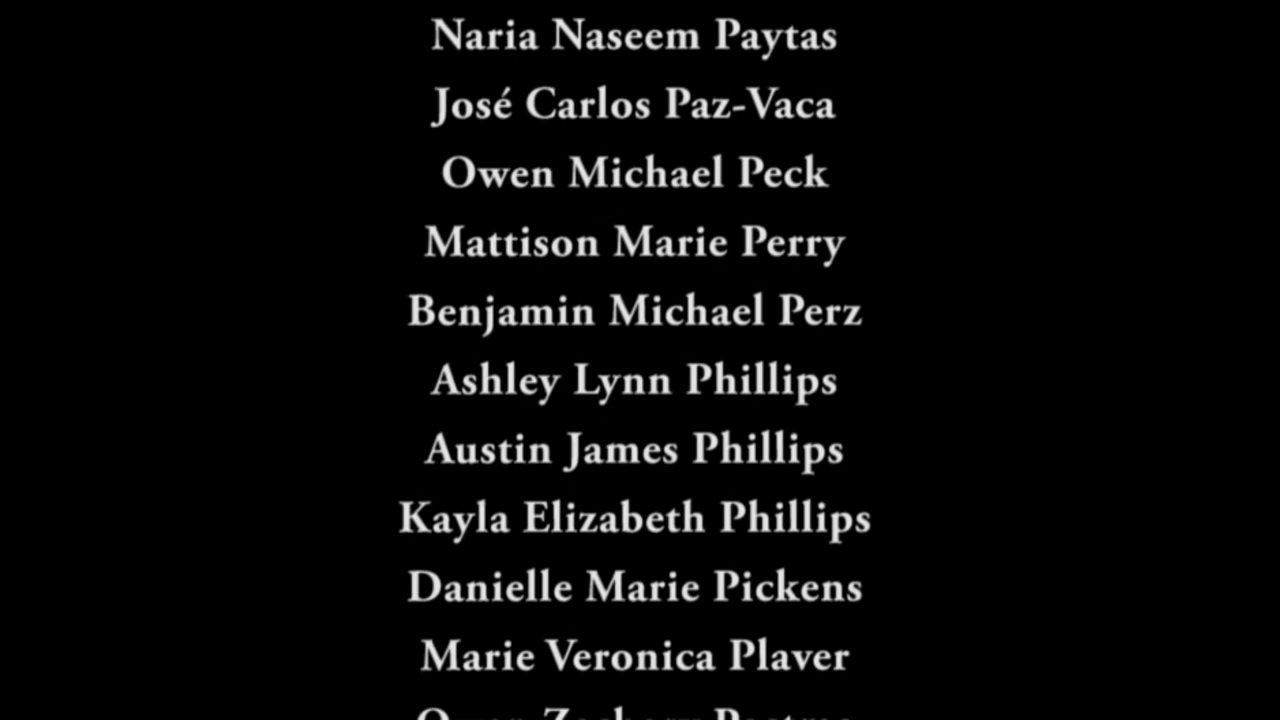 Naria Naseem Paytas
José Carlos Paz-Vaca
Owen Michael Peck
Mattison Marie Perry
Benjamin Michael Perz
Ashley Lynn Phillips
Austin James Phillips
Kayla Elizabeth Phillips
Danielle Marie Pickens
Marie Veronica Plaver